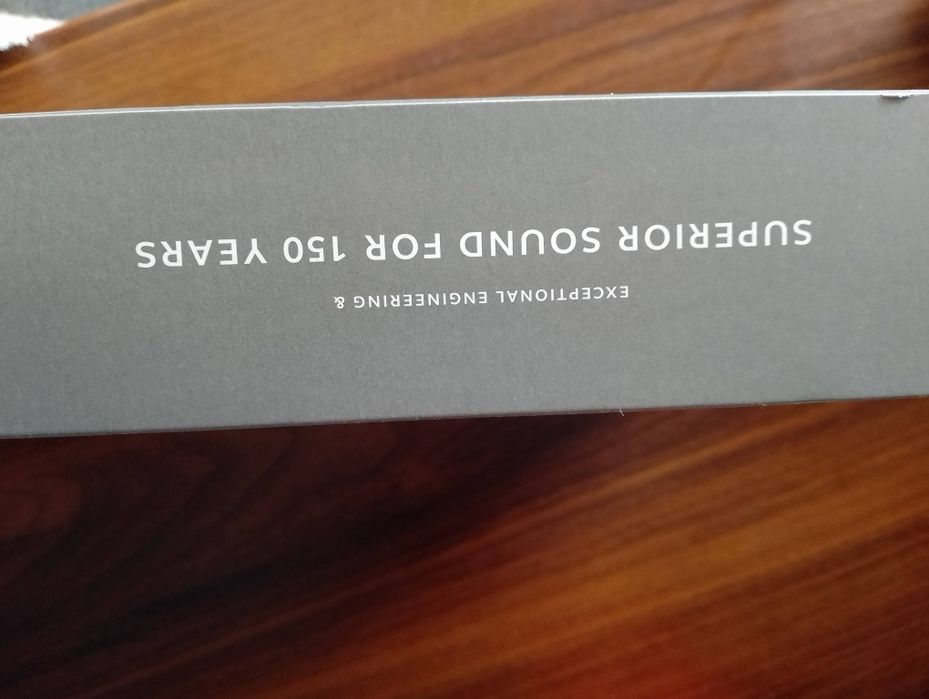 EXCEPTIONAL ENGINEERING &
SUPERIOR SOUND FOR 150 YEARS